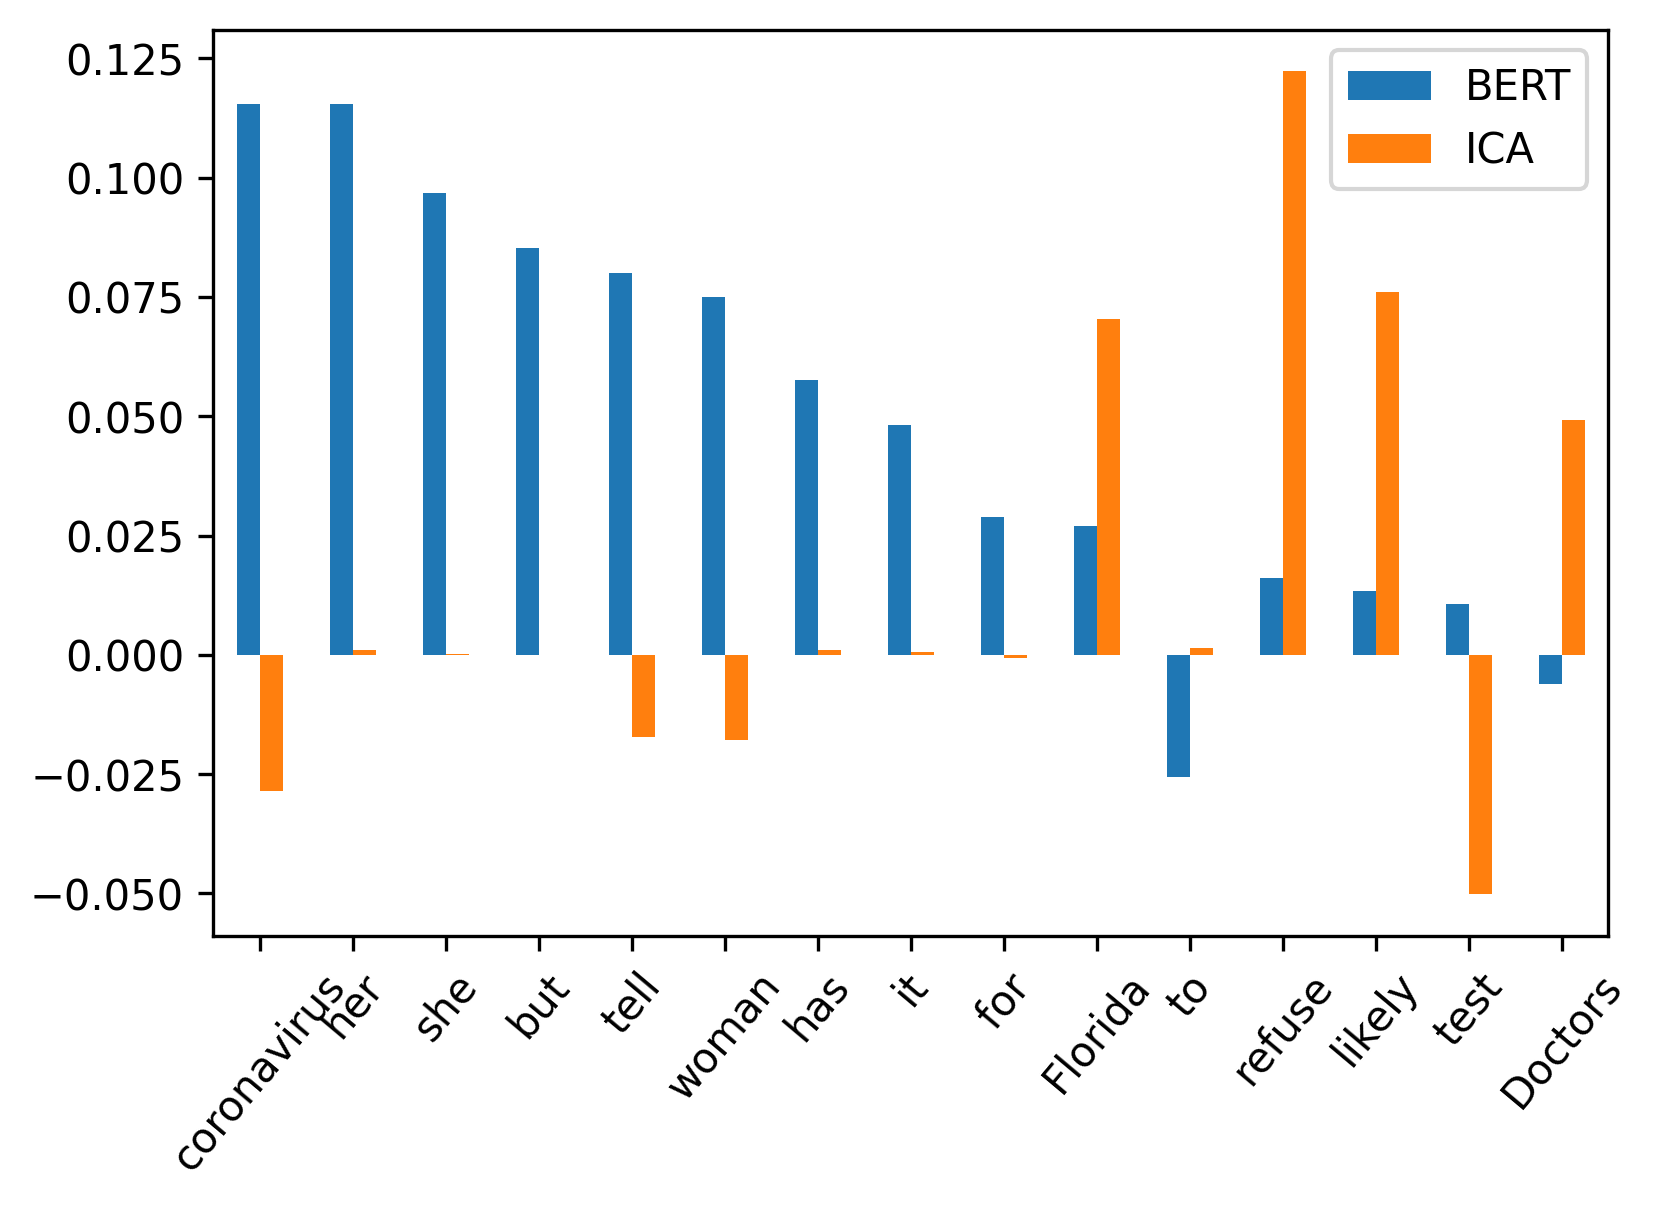 0.125
0.100
0.075
0.050
0.025
0.000
−0.025
−0.050
BERT
ICA
coronavirus
her
she
but
tell
woman
has
it
for
Florida
to
refuse
likely
test
Doctors